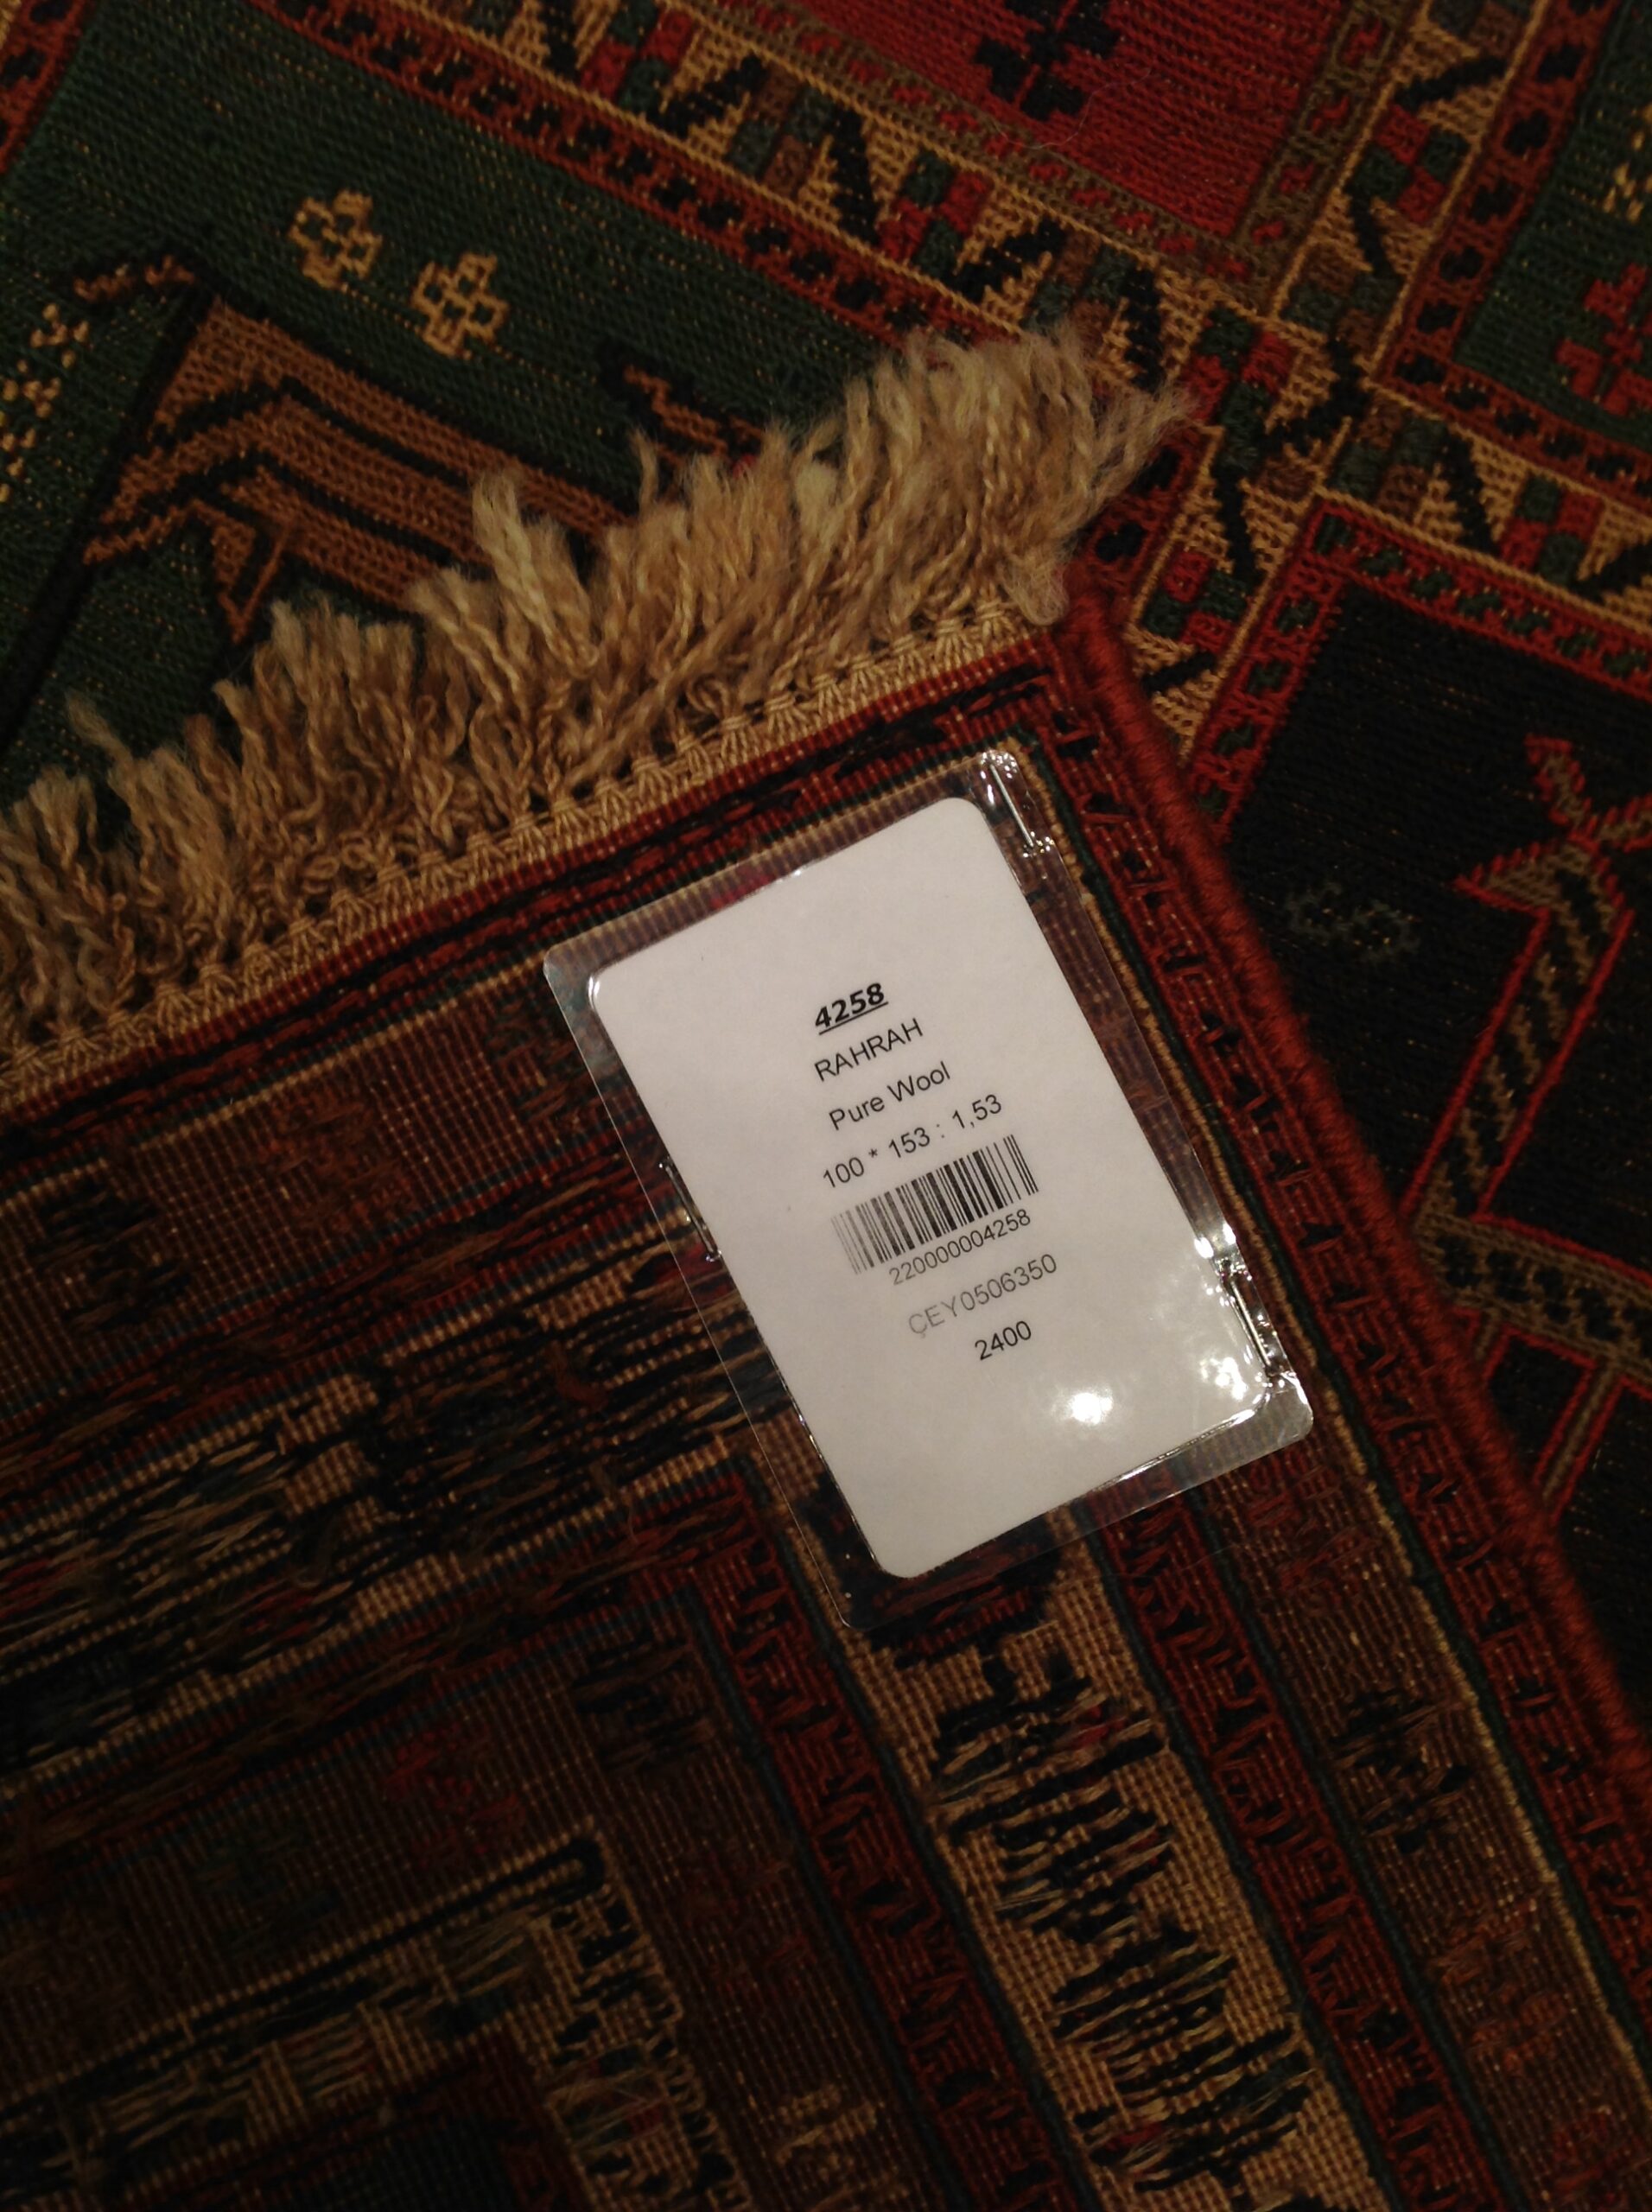 4258
RAHRAH
Pure Wool
100 * 153 : 1,53
220000004258
ÇEY0506350
2400